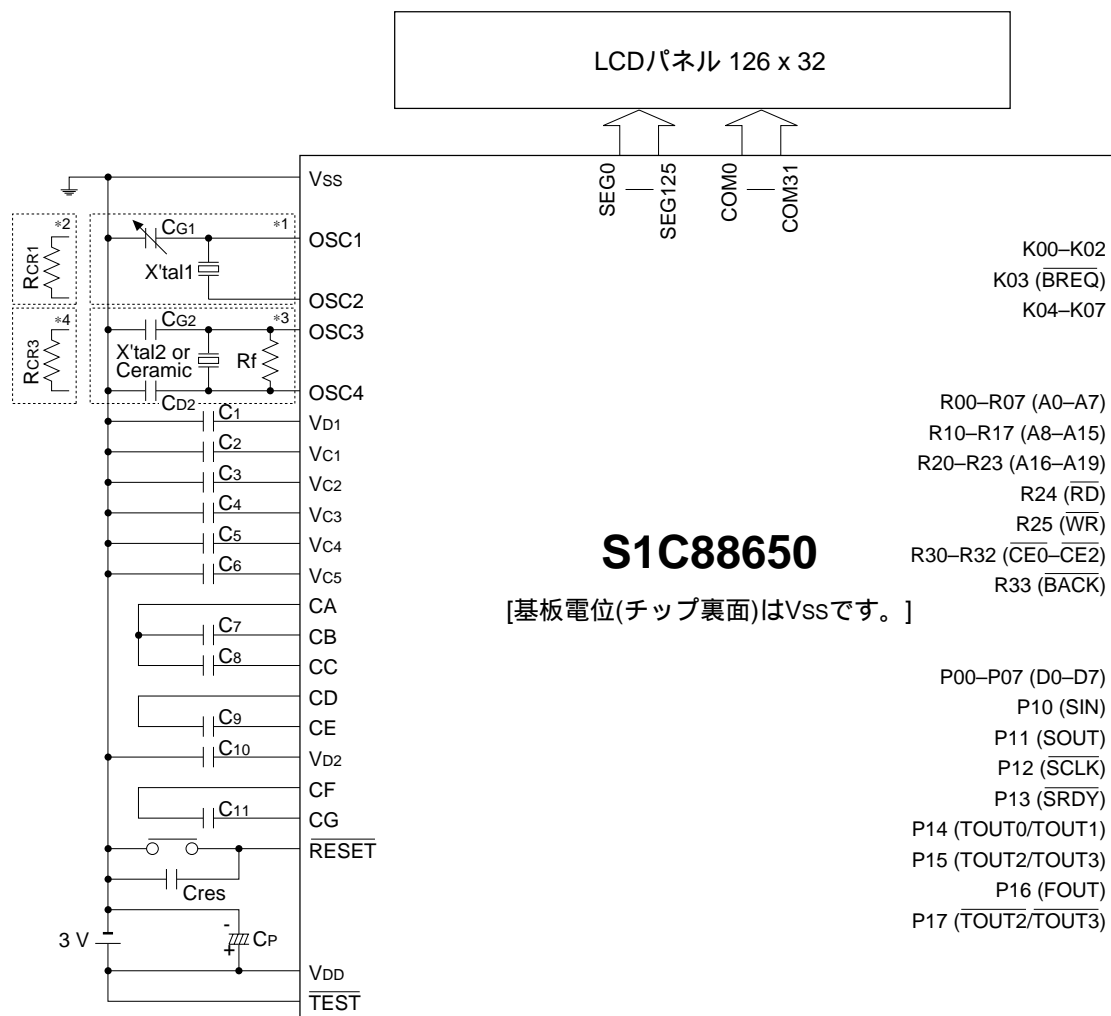 LCDパネル 126 x 32
SEG0
SEG125
COM0
COM31
VSS
*2
RCR1
*1
CG1
X'tal1
OSC1
OSC2
*4
RCR3
*3
CG2
X'tal2 or
Ceramic
Rf
CD2
OSC3
OSC4
C1
VD1
C2
VC1
C3
VC2
C4
VC3
C5
VC4
C6
VC5
CA
C7
CB
C8
CC
CD
C9
CE
C10
VD2
CF
C11
CG
RESET
Cres
3 V
-
+
CP
VDD
TEST
S1C88650
[基板電位(チップ裏面)はVSSです。]
K00–K02
K03 (BREQ)
K04–K07
R00–R07 (A0–A7)
R10–R17 (A8–A15)
R20–R23 (A16–A19)
R24 (RD)
R25 (WR)
R30–R32 (CE0–CE2)
R33 (BACK)
P00–P07 (D0–D7)
P10 (SIN)
P11 (SOUT)
P12 (SCLK)
P13 (SRDY)
P14 (TOUT0/TOUT1)
P15 (TOUT2/TOUT3)
P16 (FOUT)
P17 (TOUT2/TOUT3)